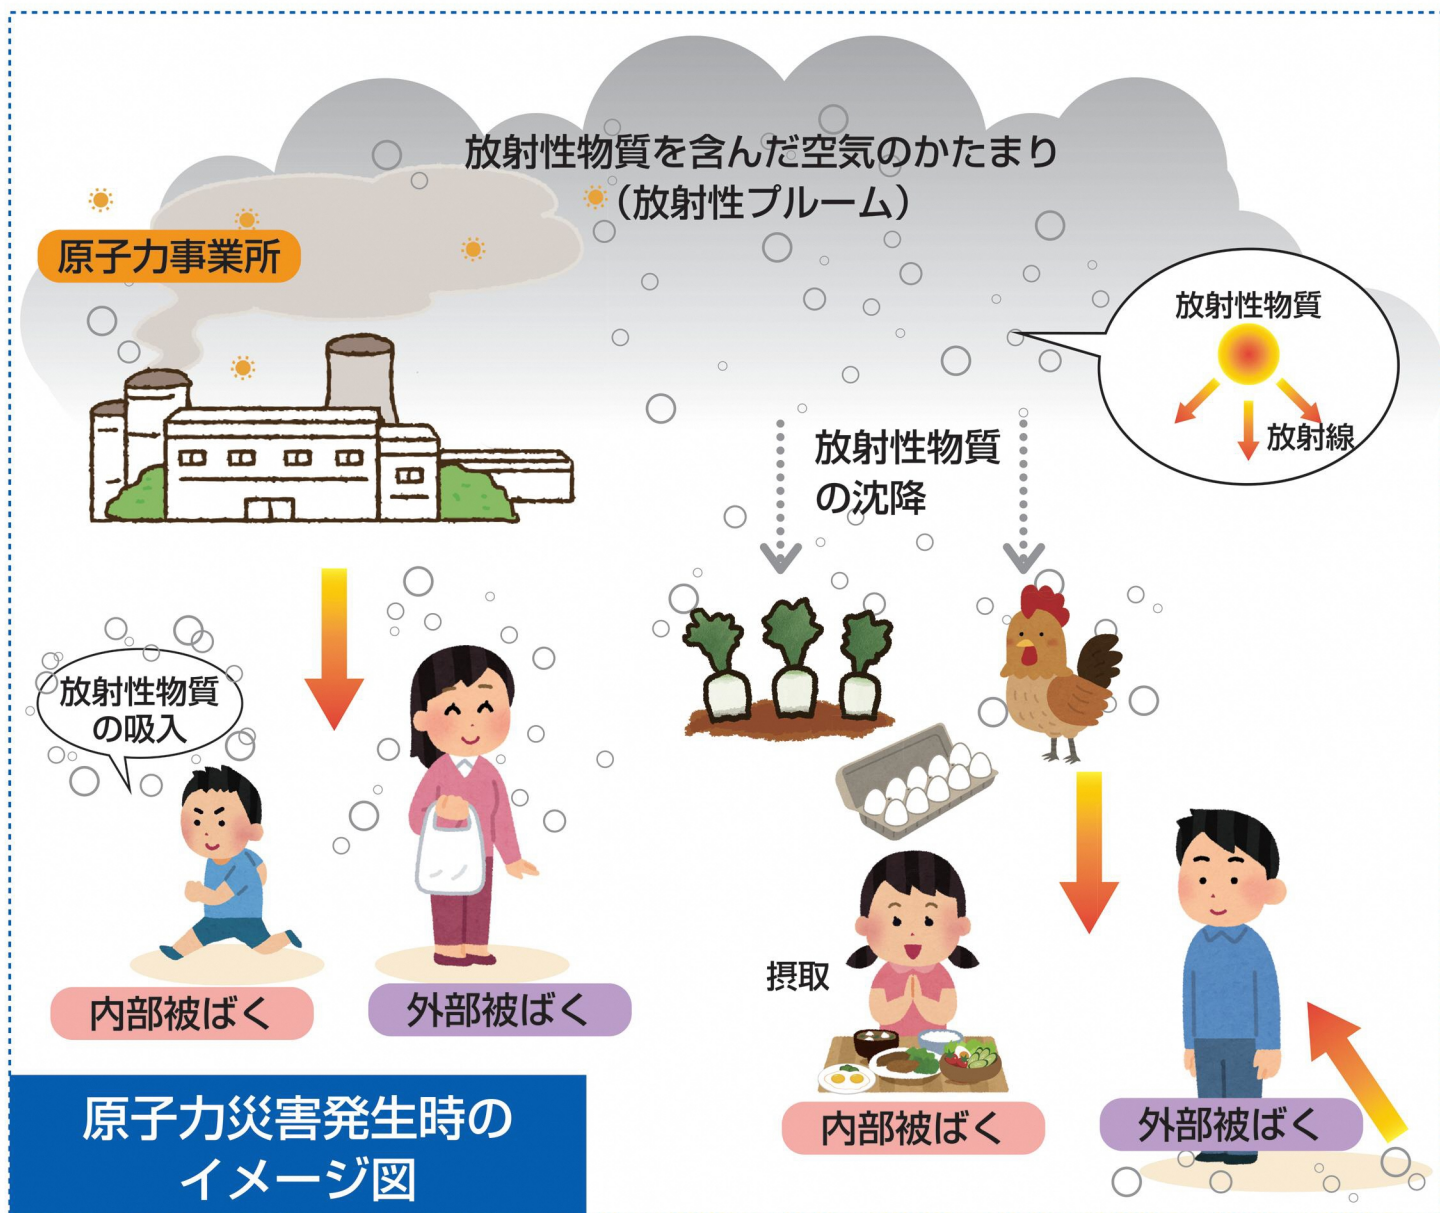 放射性物質を含んだ空気のかたまり
（放射性プルーム）
原子力事業所
放射性物質
放射線
放射性物質
の沈降
放射性物質
の吸入
摂取
内部被ばく
外部被ばく
内部被ばく
外部被ばく
原子力災害発生時の
イメージ図